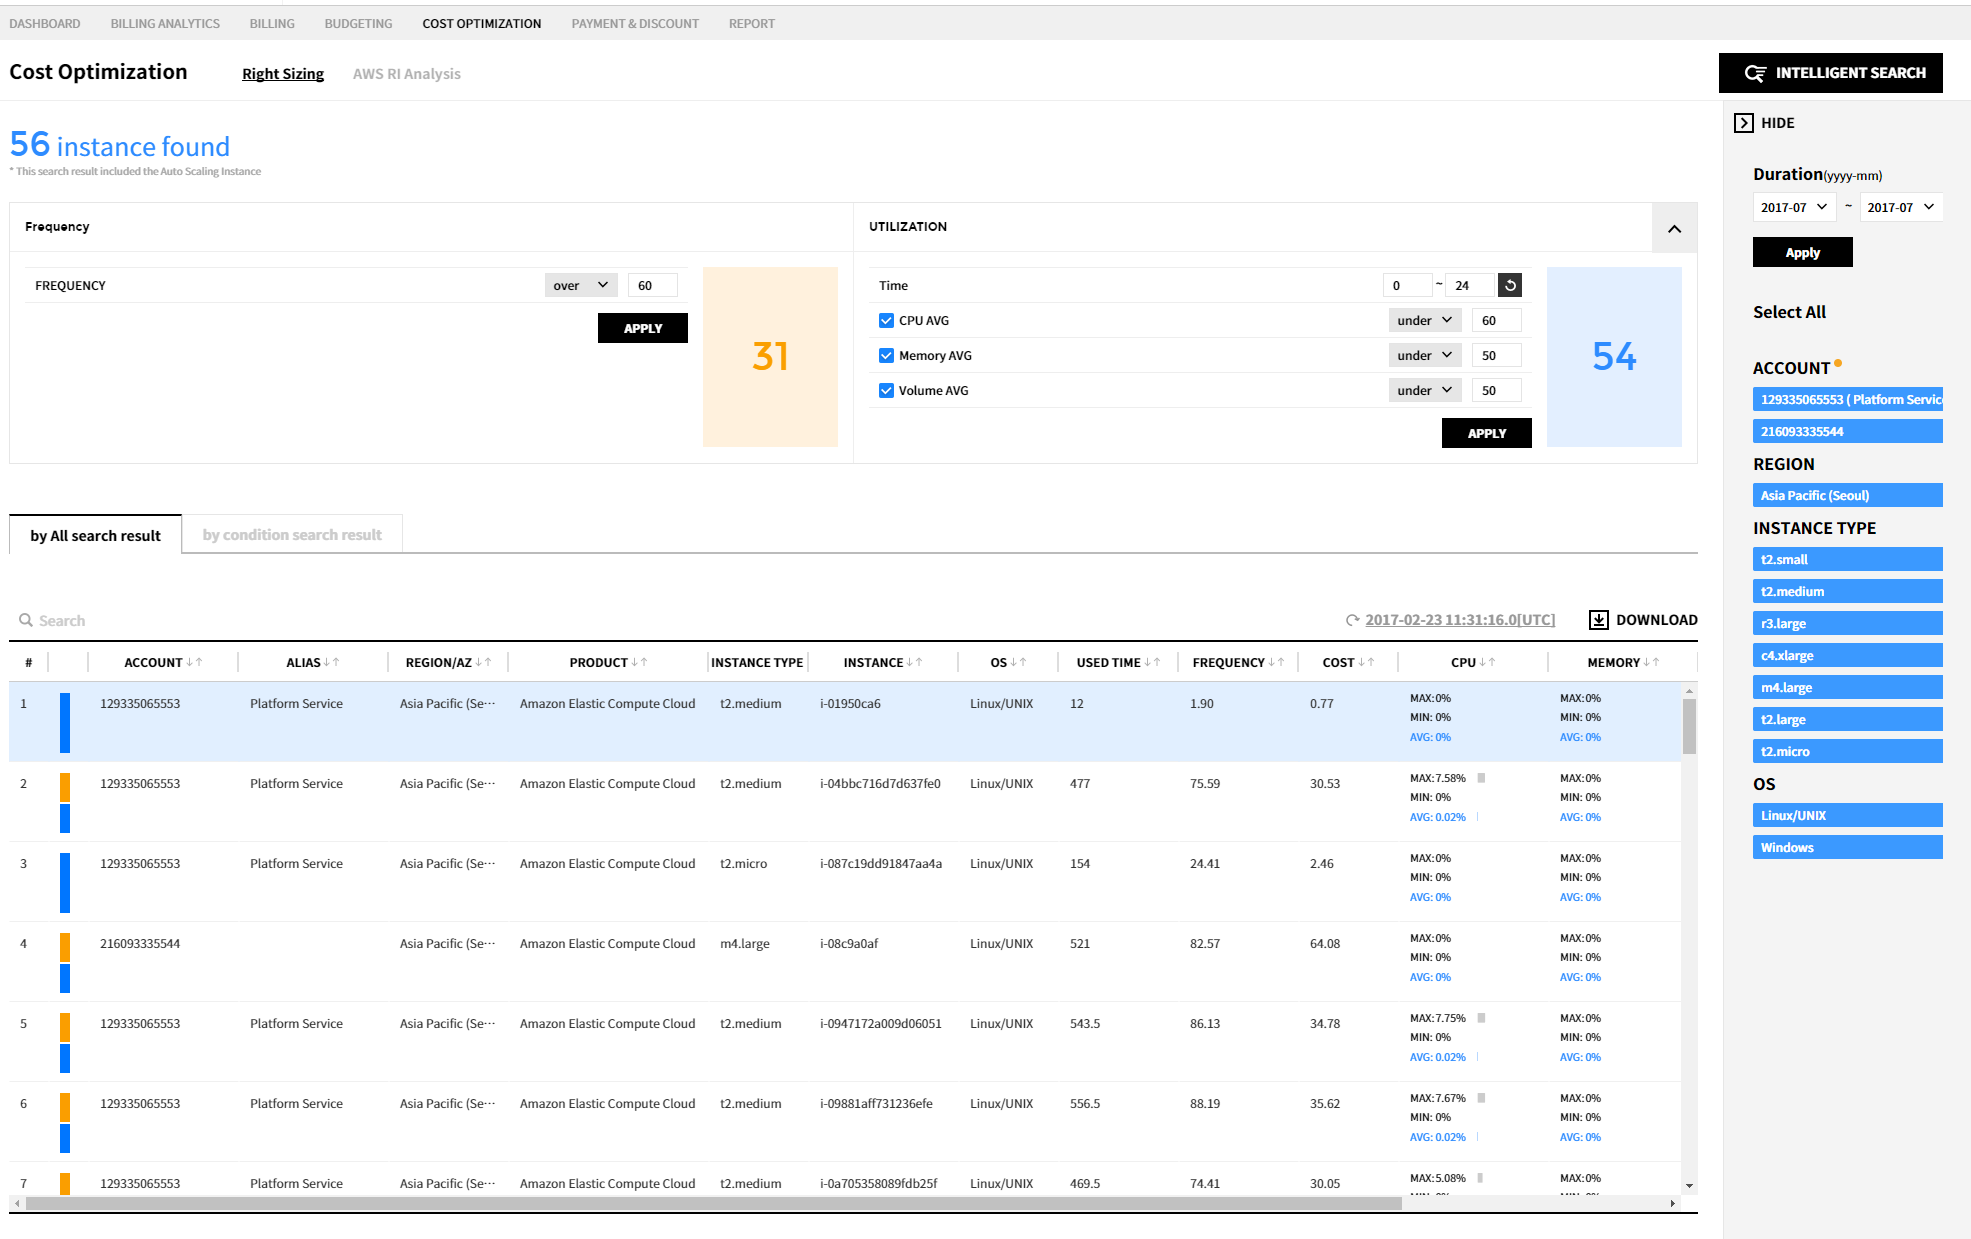 DASHBOARD BILLING ANALYTICS BILLING BUDGETING COST OPTIMIZATION PAYMENT & DISCOUNT REPORT
Cost Optimization Right Sizing AWS RI Analysis INTELLIGENT SEARCH
56 instance found
* This search result included the Auto Scaling Instance
Frequency
FREQUENCY over 60
APPLY
31
UTILIZATION
Time 0 ~ 24
CPU AVG under 60
Memory AVG under 50
Volume AVG under 50
APPLY
54
by All search result by condition search result
Search 2017-02-23 11:31:16.0[UTC] DOWNLOAD
# ACCOUNT ALIAS REGION/AZ PRODUCT INSTANCE TYPE INSTANCE OS USED TIME FREQUENCY COST CPU MEMORY
1 129335065553 Platform Service Asia Pacific (Se··· Amazon Elastic Compute Cloud t2.medium i-01950ca6 Linux/UNIX 12 1.90 0.77 MAX:0% MAX:0%
MIN: 0% MIN: 0%
AVG: 0% AVG: 0%
2 129335065553 Platform Service Asia Pacific (Se··· Amazon Elastic Compute Cloud t2.medium i-04bbc716d7d637fe0 Linux/UNIX 477 75.59 30.53 MAX:7.58% MAX:0%
MIN: 0% MIN: 0%
AVG: 0.02% AVG: 0%
3 129335065553 Platform Service Asia Pacific (Se··· Amazon Elastic Compute Cloud t2.micro i-087c19dd91847aa4a Linux/UNIX 154 24.41 2.46 MAX:0% MAX:0%
MIN: 0% MIN: 0%
AVG: 0% AVG: 0%
4 216093335544 Asia Pacific (Se··· Amazon Elastic Compute Cloud m4.large i-08c9a0af Linux/UNIX 521 82.57 64.08 MAX:0% MAX:0%
MIN: 0% MIN: 0%
AVG: 0% AVG: 0%
5 129335065553 Platform Service Asia Pacific (Se··· Amazon Elastic Compute Cloud t2.medium i-0947172a009d06051 Linux/UNIX 543.5 86.13 34.78 MAX:7.75% MAX:0%
MIN: 0% MIN: 0%
AVG: 0.02% AVG: 0%
6 129335065553 Platform Service Asia Pacific (Se··· Amazon Elastic Compute Cloud t2.medium i-09881aff731236efe Linux/UNIX 556.5 88.19 35.62 MAX:7.67% MAX:0%
MIN: 0% MIN: 0%
AVG: 0.02% AVG: 0%
7 129335065553 Platform Service Asia Pacific (Se··· Amazon Elastic Compute Cloud t2.medium i-0a705358089fdb25f Linux/UNIX 469.5 74.41 30.05 MAX:5.08% MAX:0%
HIDE
Duration(yyyy-mm)
2017-07 ~ 2017-07
Apply
Select All
ACCOUNT
129335065553 ( Platform Servic
216093335544
REGION
Asia Pacific (Seoul)
INSTANCE TYPE
t2.small
t2.medium
r3.large
c4.xlarge
m4.large
t2.large
t2.micro
OS
Linux/UNIX
Windows